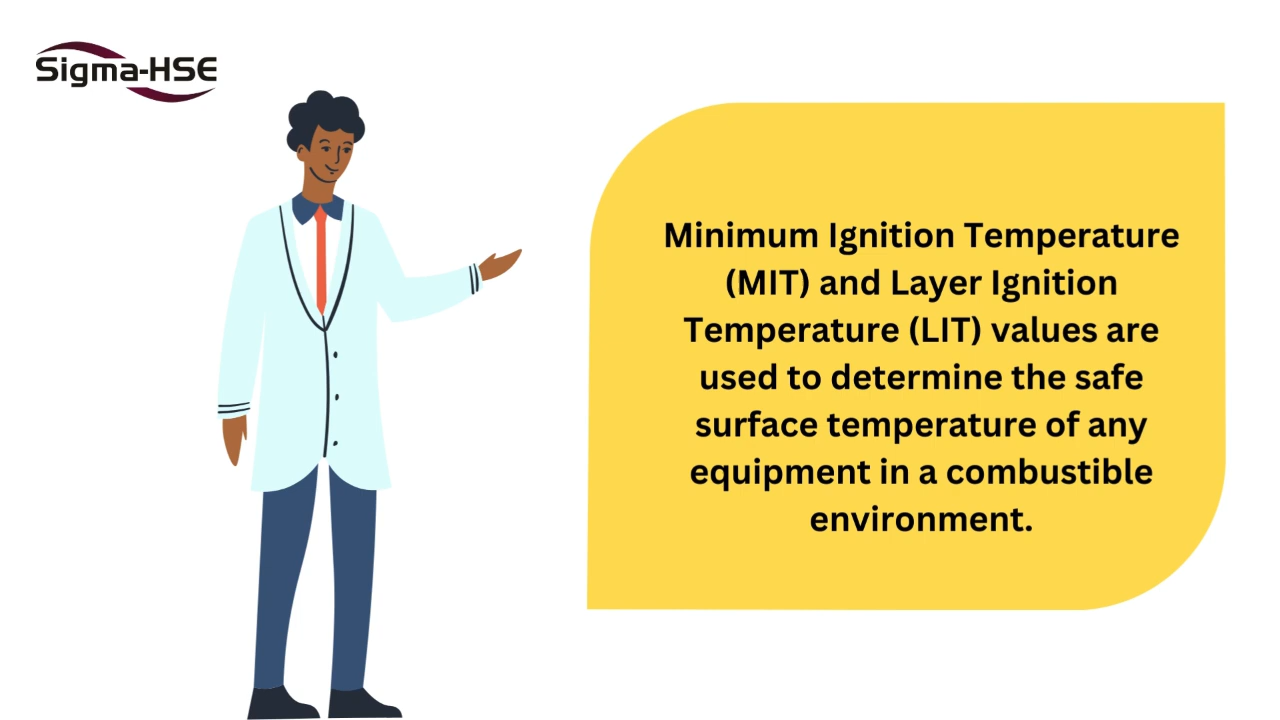 Sigma-HSE
Minimum Ignition Temperature
(MIT) and Layer Ignition
Temperature (LIT) values are
used to determine the safe
surface temperature of any
equipment in a combustible
environment.